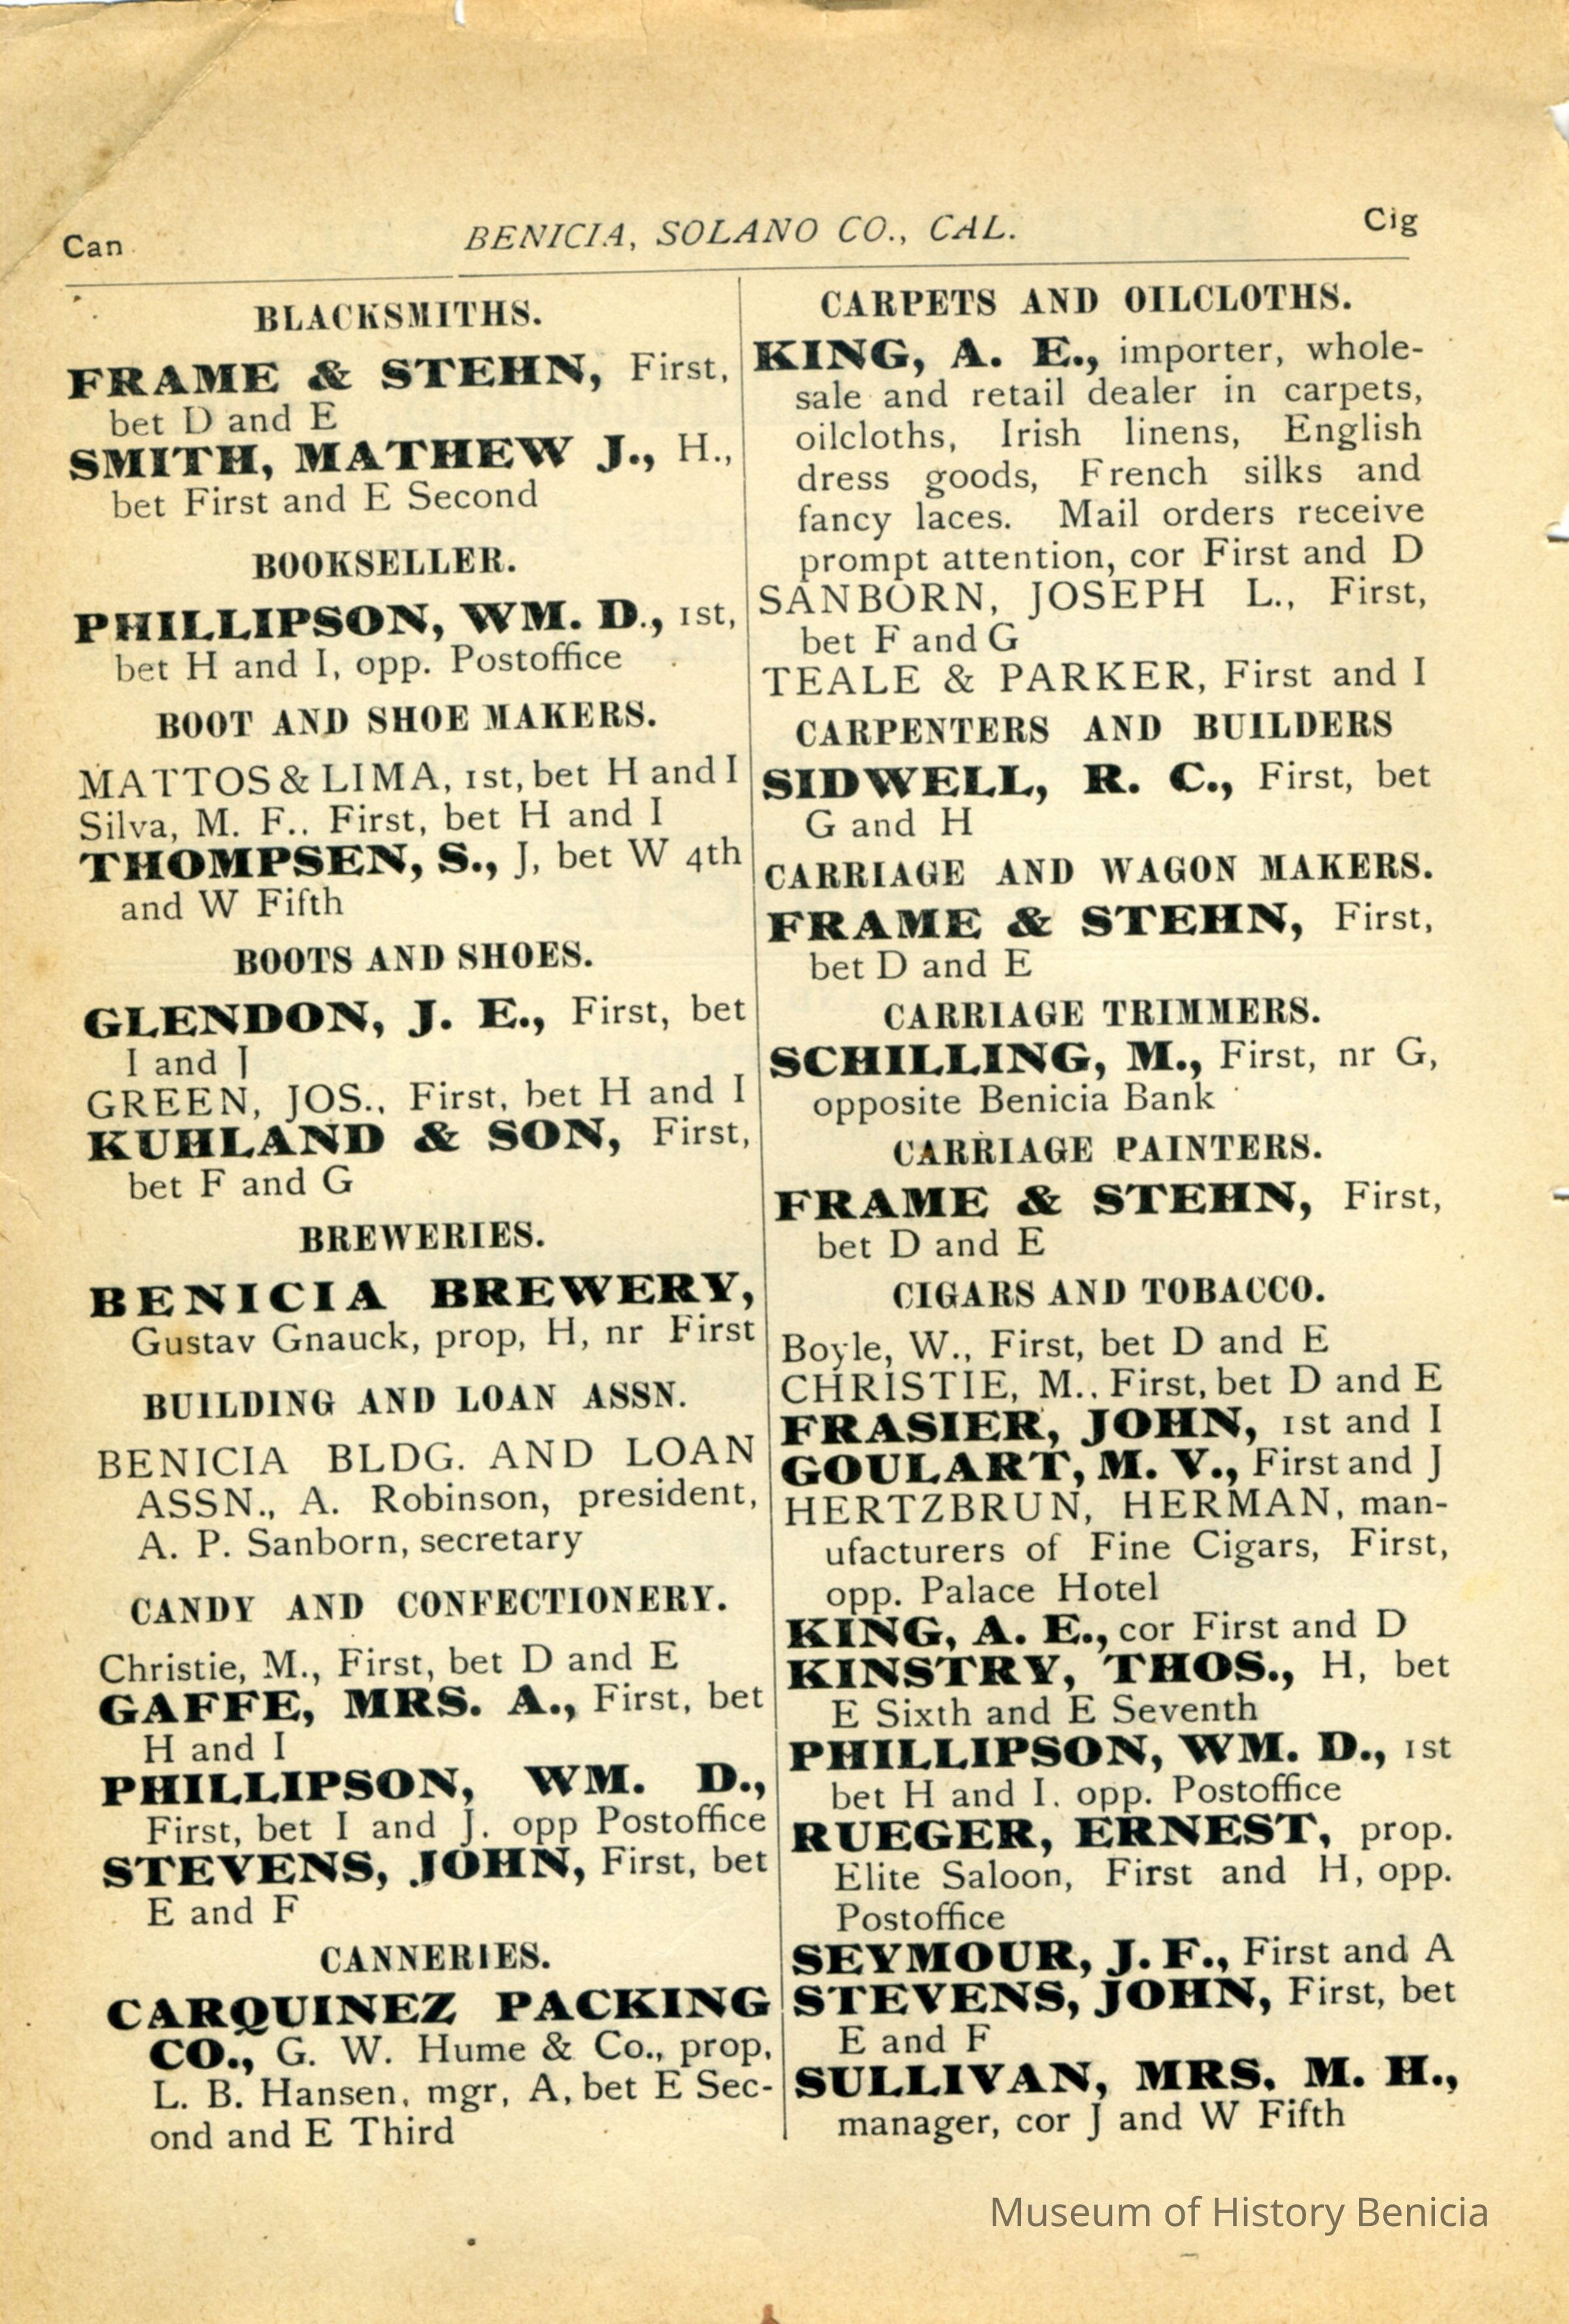 Can
BENICIA, SOLANO CO., CAL.
Cig
BLACKSMITHS.
FRAME & STEHN, First,
bet D and E
SMITH, MATHEW J., H.,
bet First and E Second
BOOKSELLER.
PHILLIPSON, WM. D., 1st,
bet H and I, opp. Postoffice
BOOT AND SHOE MAKERS.
MATTOS & LIMA, 1st, bet H and I
Silva, M. F.. First, bet H and I
THOMPSEN, S., J, bet W 4th
and W Fifth
BOOTS AND SHOES.
GLENDON, J. E., First, bet
I and J
GREEN, JOS., First, bet H and I
KUHLAND & SON, First,
bet F and G
BREWERIES.
BENICIA BREWERY,
Gustav Gnauck, prop, H, nr First
BUILDING AND LOAN ASSN.
BENICIA BLDG. AND LOAN
ASSN., A. Robinson, president,
A. P. Sanborn, secretary
CANDY AND CONFECTIONERY.
Christie, M., First, bet D and E
GAFFE, MRS. A., First, bet
H and I
PHILLIPSON, WM. D.,
First, bet I and J. opp Postoffice
STEVENS, JOHN, First, bet
E and F
CANNERIES.
CARQUINEZ PACKING
CO., G. W. Hume & Co., prop,
L. B. Hansen, mgr, A, bet E Sec-
ond and E Third
CARPETS AND OILCLOTHS.
KING, A. E., importer, whole-
sale and retail dealer in carpets,
oilcloths, Irish linens, English
dress goods, French silks and
fancy laces. Mail orders receive
prompt attention, cor First and D
SANBORN, JOSEPH L., First,
bet F and G
TEALE & PARKER, First and I
CARPENTERS AND BUILDERS
SIDWELL, R. C., First, bet
G and H
CARRIAGE AND WAGON MAKERS.
FRAME & STEHN, First,
bet D and E
CARRIAGE TRIMMERS.
SCHILLING, M., First, nr G,
opposite Benicia Bank
CARRIAGE PAINTERS.
FRAME & STEHN, First,
bet D and E
CIGARS AND TOBACCO.
Boyle, W., First, bet D and E
CHRISTIE, M., First, bet D and E
FRASIER, JOHN, 1st and I
GOULART, M. V., First and J
HERTZBRUN, HERMAN, man-
ufacturers of Fine Cigars, First,
opp. Palace Hotel
KING, A. E., cor First and D
KINSTRY, THOS., H, bet
E Sixth and E Seventh
PHILLIPSON, WM. D., 1st
bet H and I. opp. Postoffice
RUEGER, ERNEST, prop.
Elite Saloon, First and H, opp.
Postoffice
SEYMOUR, J. F., First and A
STEVENS, JOHN, First, bet
E and F
SULLIVAN, MRS. M. H.,
manager, cor J and W Fifth
Museum of History Benicia